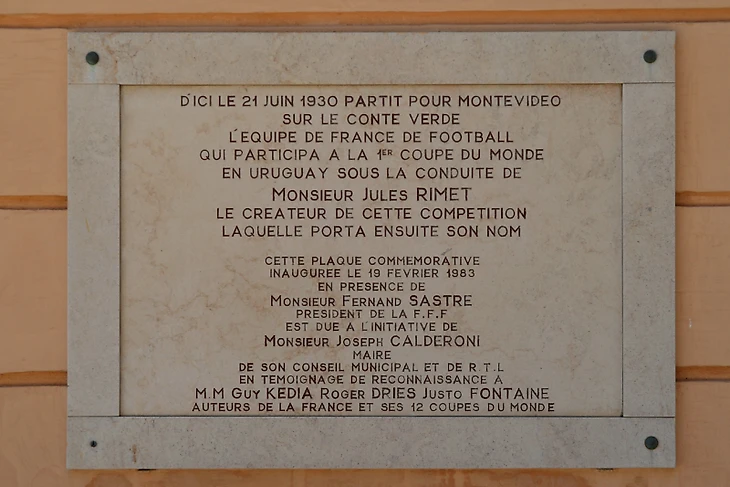 D'ICI LE 21 JUIN 1930 PARTIT POUR MONTEVIDEO
SUR LE CONTE VERDE
L'EQUIPE DE FRANCE DE FOOTBALL
QUI PARTICIPA A LA 1ER COUPE DU MONDE
EN URUGUAY SOUS LA CONDUITE DE
MONSIEUR JULES RIMET
LE CREATEUR DE CETTE COMPETITION
LAQUELLE PORTA ENSUITE SON NOM
CETTE PLAQUE COMMEMORATIVE
INAUGUREE LE 19 FEVRIER 1983
EN PRESENCE DE
MONSIEUR FERNAND SASTRE
PRESIDENT DE LA F.F.F
EST DUE A L'INITIATIVE DE
MONSIEUR JOSEPH CALDERONI
MAIRE
DE SON CONSEIL MUNICIPAL ET DE R.T.L
EN TEMOIGNAGE DE RECONNAISSANCE A
M.M GUY KEDIA ROGER DRIES JUSTO FONTAINE
AUTEURS DE LA FRANCE ET SES 12 COUPES DU MONDE